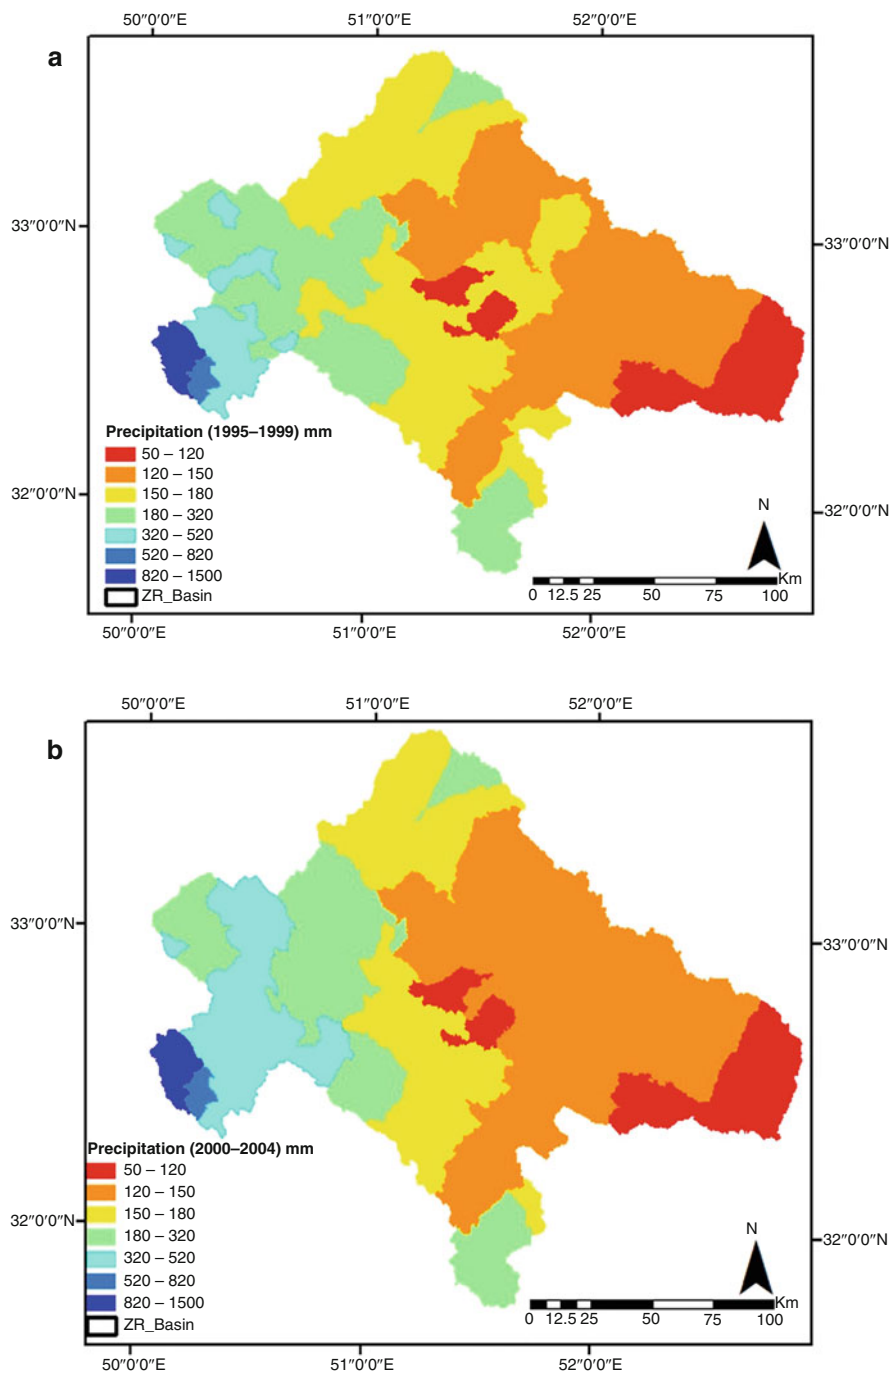 50″0′0″E 51″0′0″E 52″0′0″E
a
33″0′0″N
33″0′0″N
Precipitation (1995–1999) mm
50 – 120
120 – 150
150 – 180
180 – 320
320 – 520
520 – 820
820 – 1500
ZR_Basin
32″0′0″N
32″0′0″N
N
Km
0 12.5 25 50 75 100
50″0′0″E 51″0′0″E 52″0′0″E
50″0′0″E 51″0′0″E 52″0′0″E
b
33″0′0″N
33″0′0″N
Precipitation (2000–2004) mm
50 – 120
120 – 150
150 – 180
180 – 320
320 – 520
520 – 820
820 – 1500
ZR_Basin
32″0′0″N
32″0′0″N
N
Km
0 12.5 25 50 75 100
50″0′0″E 51″0′0″E 52″0′0″E